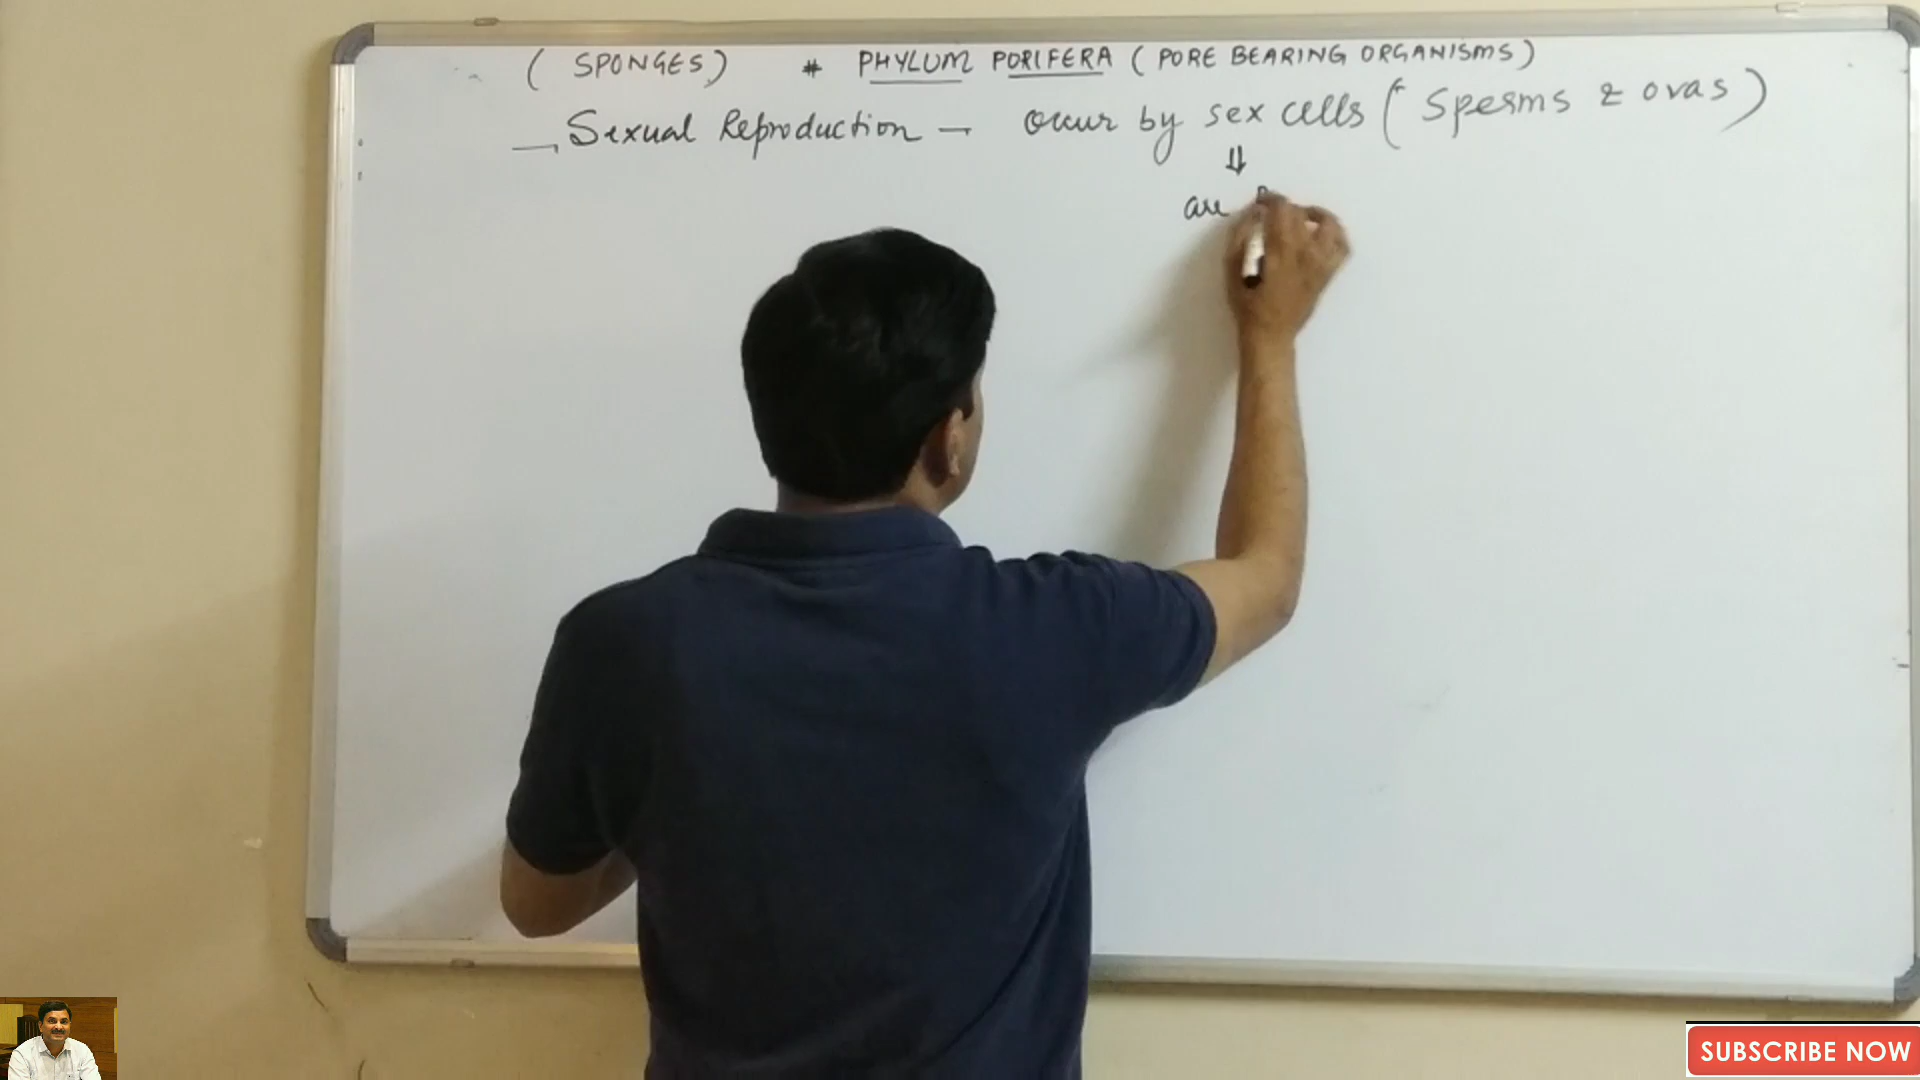 ( SPONGES ) * PHYLUM PORIFERA ( PORE BEARING ORGANISMS )
Sexual Reproduction – occur by sex cells ( Sperms & ovas )
⇓
are
SUBSCRIBE NOW